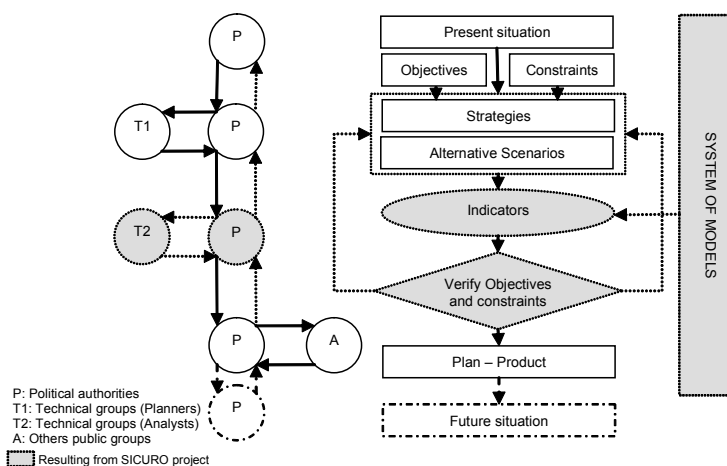 P
T1
P
T2
P
P
A
P
P: Political authorities
T1: Technical groups (Planners)
T2: Technical groups (Analysts)
A: Others public groups
Resulting from SICURO project
Present situation
Objectives
Constraints
Strategies
Alternative Scenarios
Indicators
Verify Objectives
and constraints
Plan – Product
Future situation
SYSTEM OF MODELS